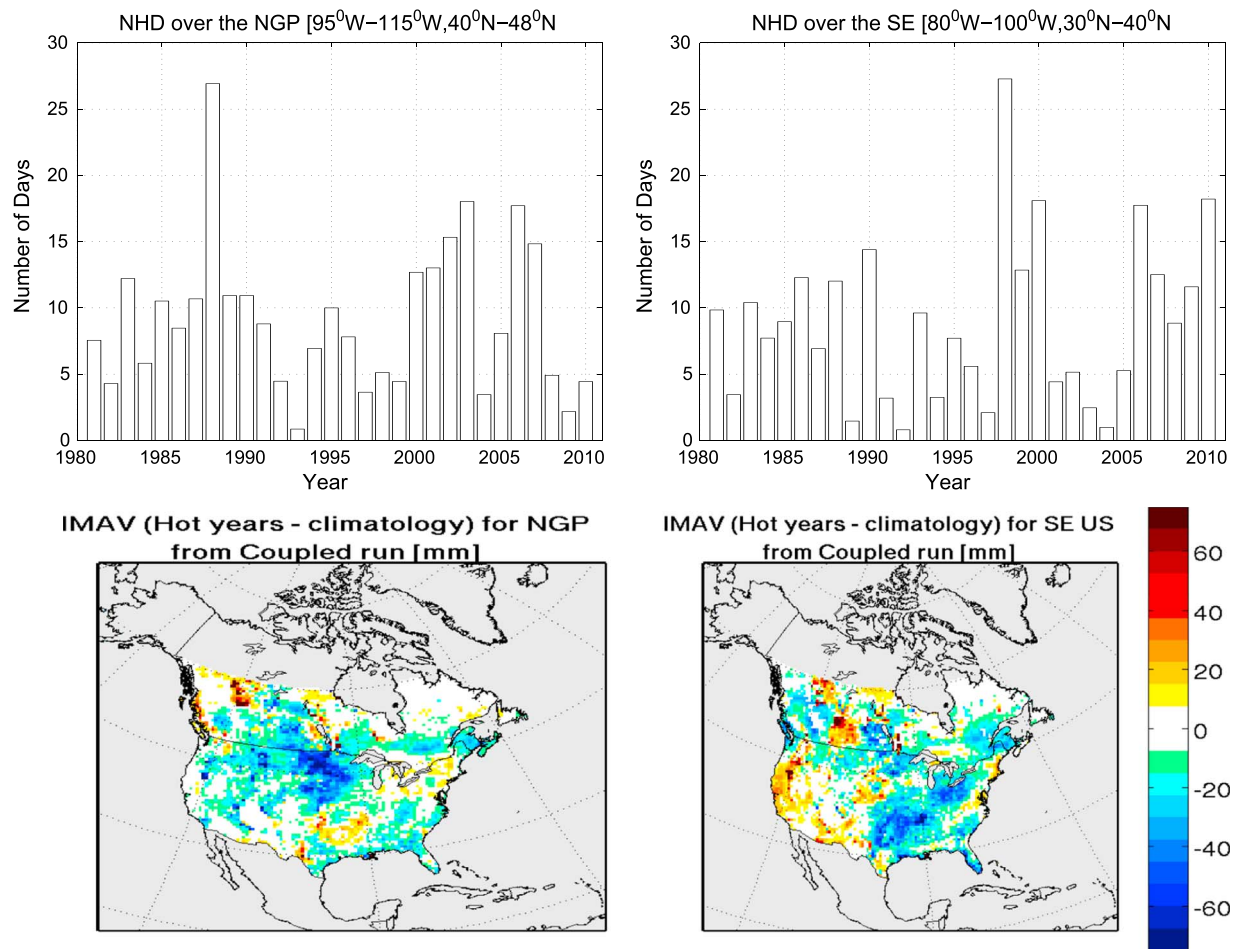 NHD over the NGP [95⁰W−115⁰W,40⁰N−48⁰N
30
25
20
15
10
5
0
Number of Days
1980 1985 1990 1995 2000 2005 2010
Year
NHD over the SE [80⁰W−100⁰W,30⁰N−40⁰N
30
25
20
15
10
5
0
Number of Days
1980 1985 1990 1995 2000 2005 2010
Year
IMAV (Hot years - climatology) for NGP
from Coupled run [mm]
IMAV (Hot years - climatology) for SE US
from Coupled run [mm]
60
40
20
0
-20
-40
-60